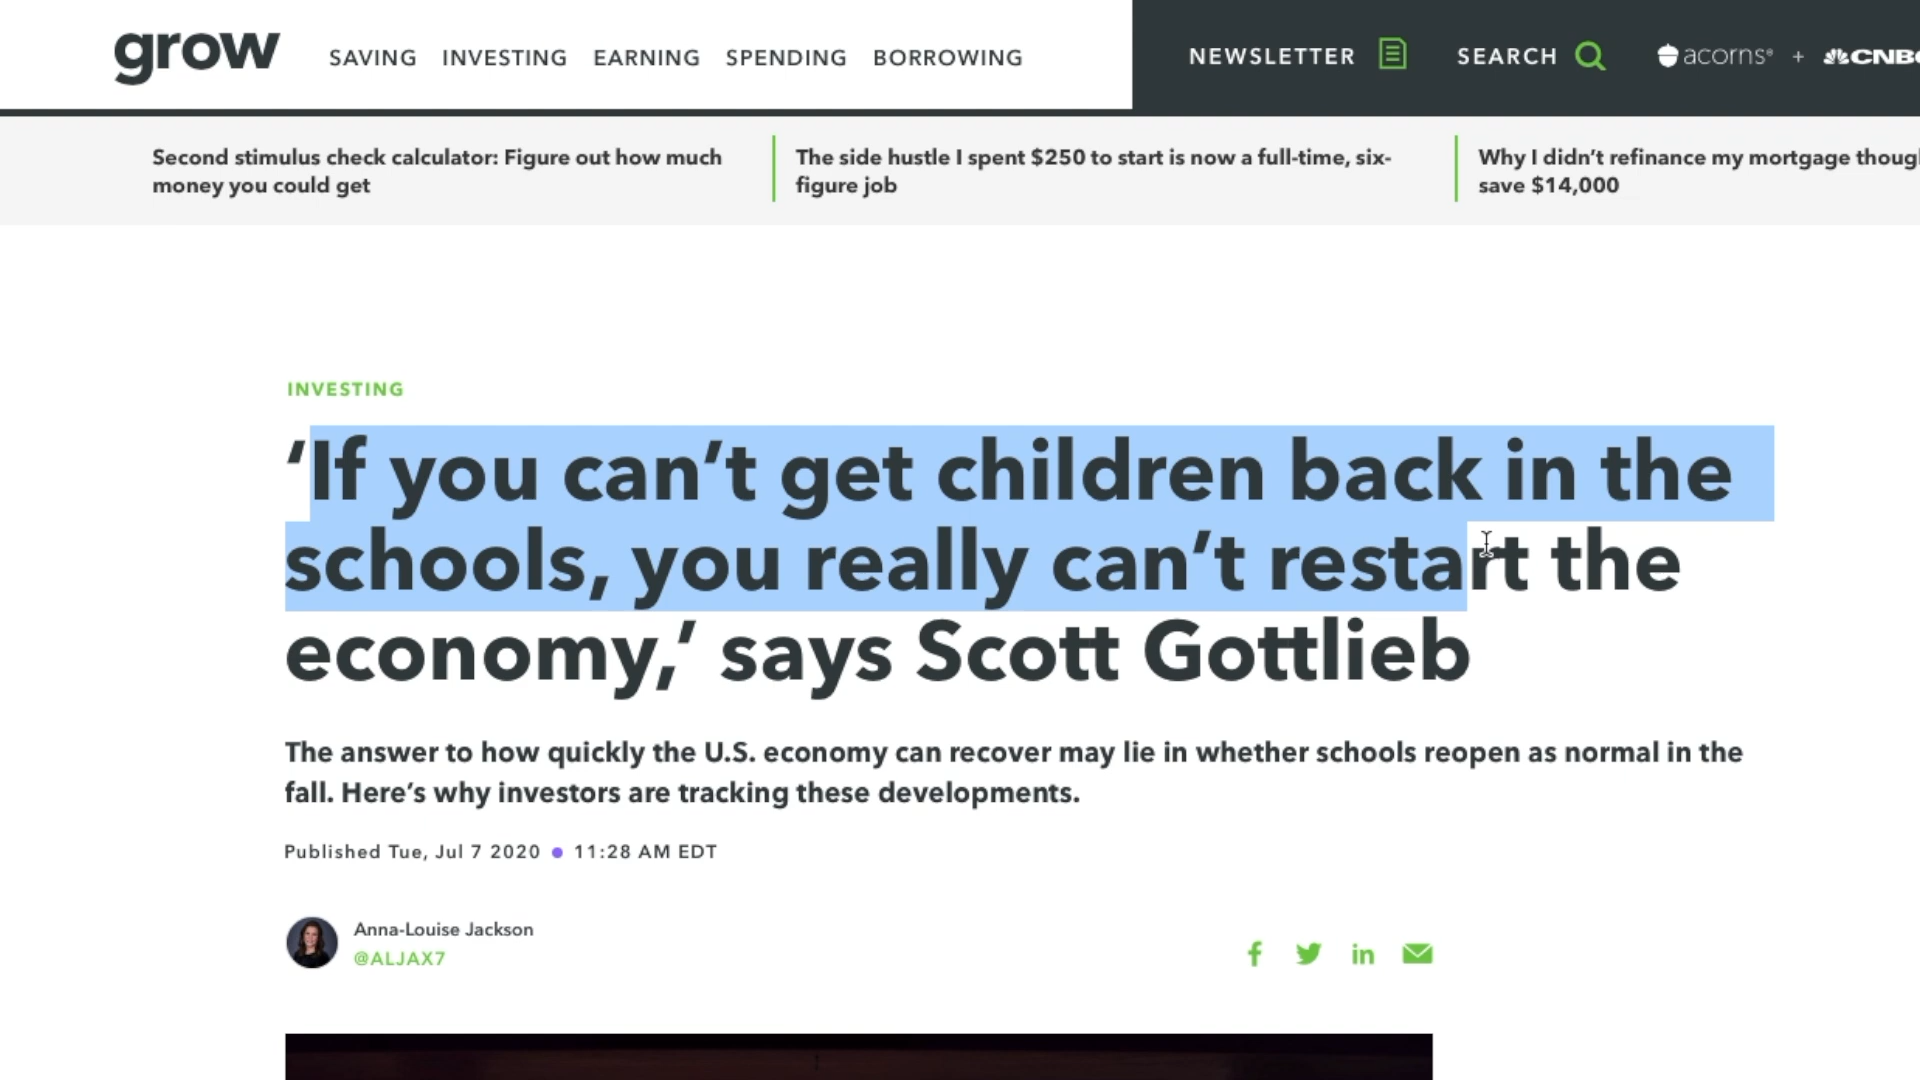 grow SAVING INVESTING EARNING SPENDING BORROWING NEWSLETTER SEARCH acorns® + CNBC
Second stimulus check calculator: Figure out how much
money you could get
The side hustle I spent $250 to start is now a full-time, six-
figure job
Why I didn’t refinance my mortgage though
save $14,000
INVESTING
‘If you can’t get children back in the
schools, you really can’t restart the
economy,’ says Scott Gottlieb
The answer to how quickly the U.S. economy can recover may lie in whether schools reopen as normal in the
fall. Here’s why investors are tracking these developments.
Published Tue, Jul 7 2020 • 11:28 AM EDT
Anna-Louise Jackson
@ALJAX7
f in